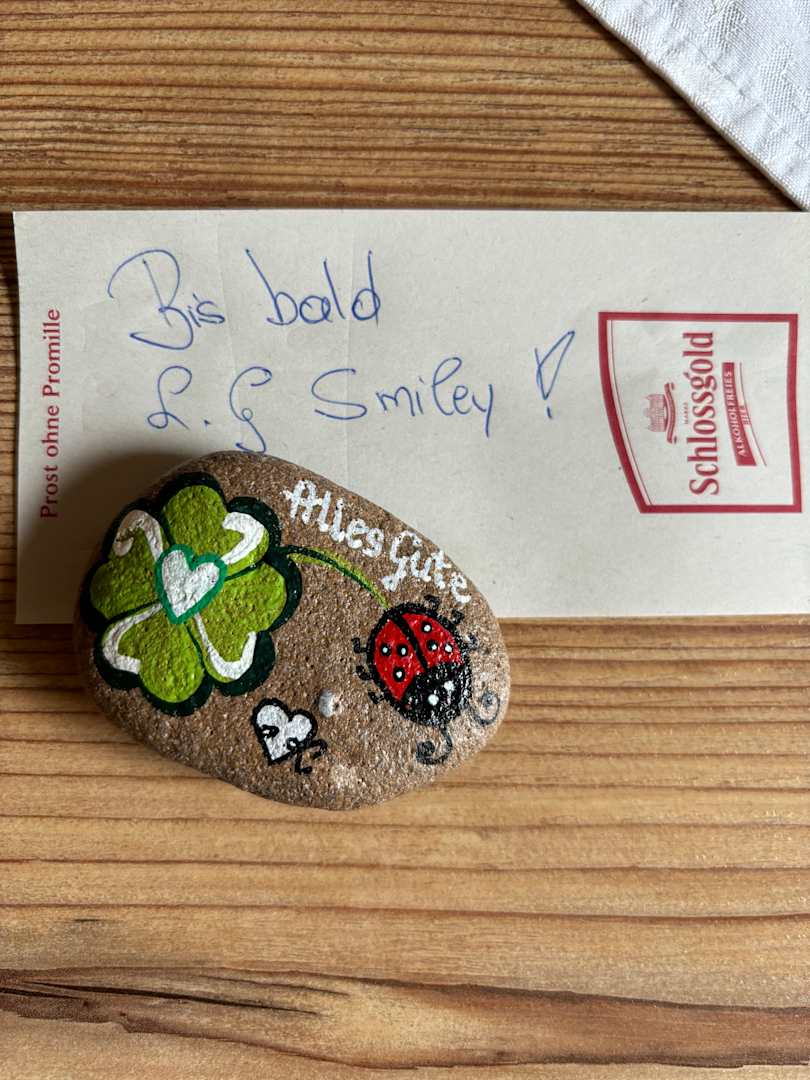 Bis bald
L.G Smiley !
Prost ohne Promille
Schlossgold
ALKOHOLFREIES
BIER
Alles Gute